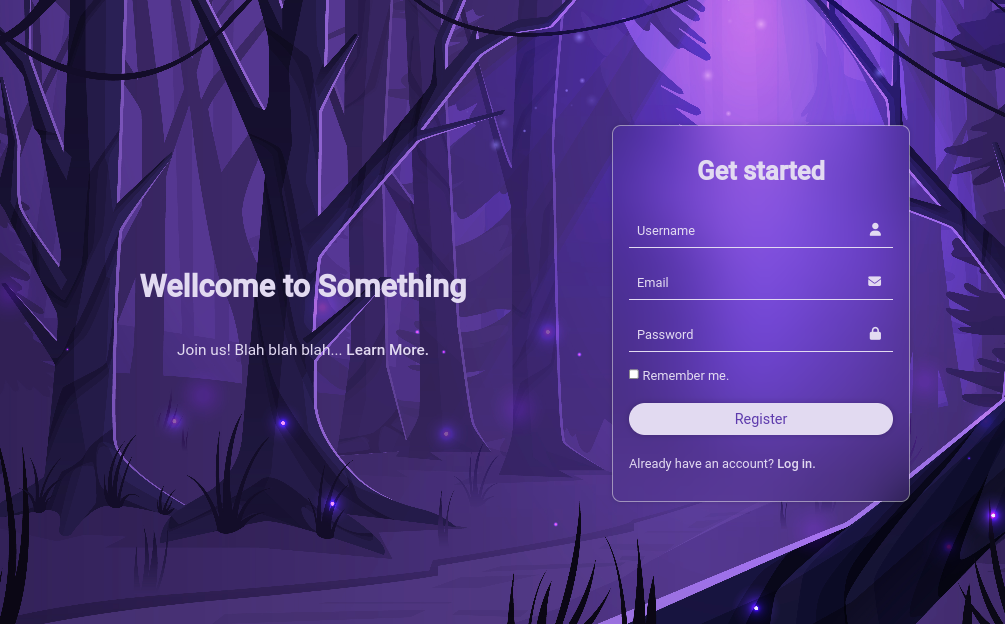 Get started
Username
Email
Wellcome to Something
Password
Join us! Blah blah blah... Learn More.
Remember me.
Register
Already have an account? Log in.